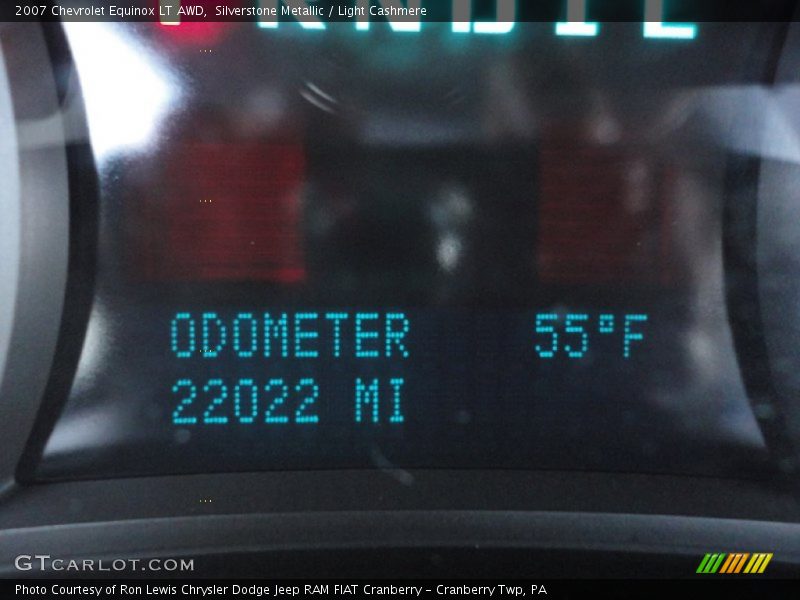 2007 Chevrolet Equinox LT AWD, Silverstone Metallic / Light Cashmere
ODOMETER 55°F
22022 MI
GTCARLOT.COM
Photo Courtesy of Ron Lewis Chrysler Dodge Jeep RAM FIAT Cranberry – Cranberry Twp, PA